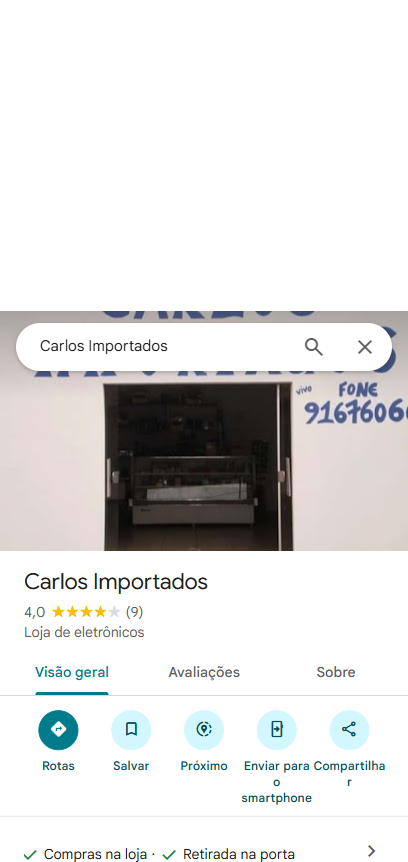 Carlos Importados
vivo FONE
Carlos Importados
4,0 (9)
Loja de eletrônicos
Visão geral Avaliações Sobre
Rotas Salvar Próximo Enviar para o smartphone Compartilhar
Compras na loja · Retirada na porta